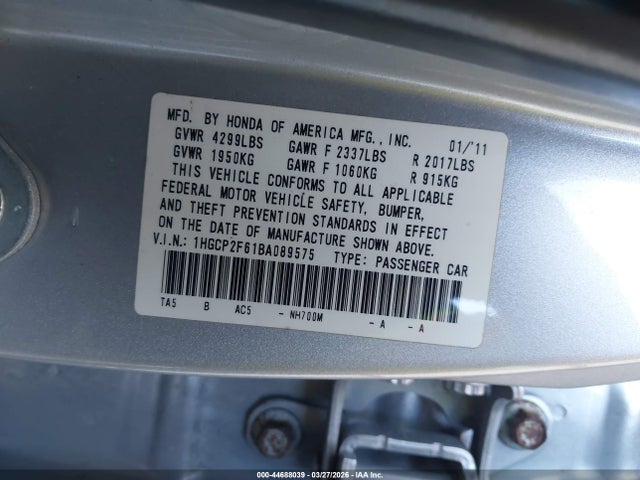 MFD. BY HONDA OF AMERICA MFG., INC. 01/'11
GVWR 4299LBS GAWR F 2337LBS R 2017LBS
GVWR 1950KG GAWR F 1060KG R 915KG
THIS VEHICLE CONFORMS TO ALL APPLICABLE
FEDERAL MOTOR VEHICLE SAFETY, BUMPER,
AND THEFT PREVENTION STANDARDS IN EFFECT
ON THE DATE OF MANUFACTURE SHOWN ABOVE.
V.I.N.: 1HGCP2F61BA089575 TYPE: PASSENGER CAR
TA5 B AC5 - NH700M - A - A
000-44688039 - 03/27/2026 - IAA Inc.